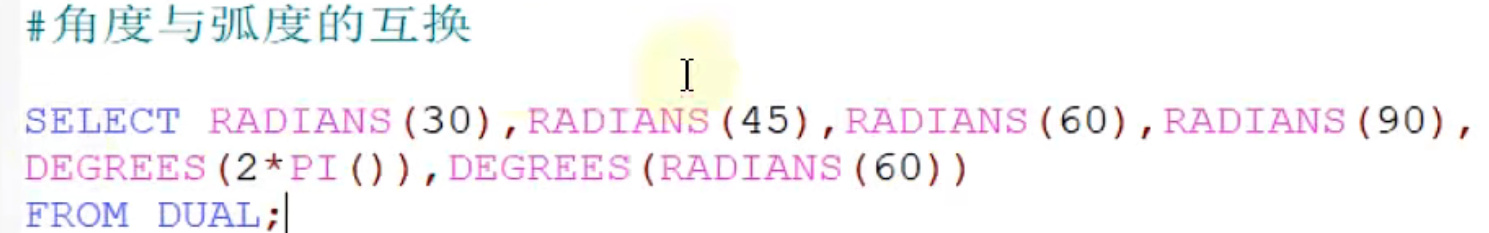 #角度与弧度的互换
SELECT RADIANS(30),RADIANS(45),RADIANS(60),RADIANS(90),
DEGREES(2*PI()),DEGREES(RADIANS(60))
FROM DUAL;